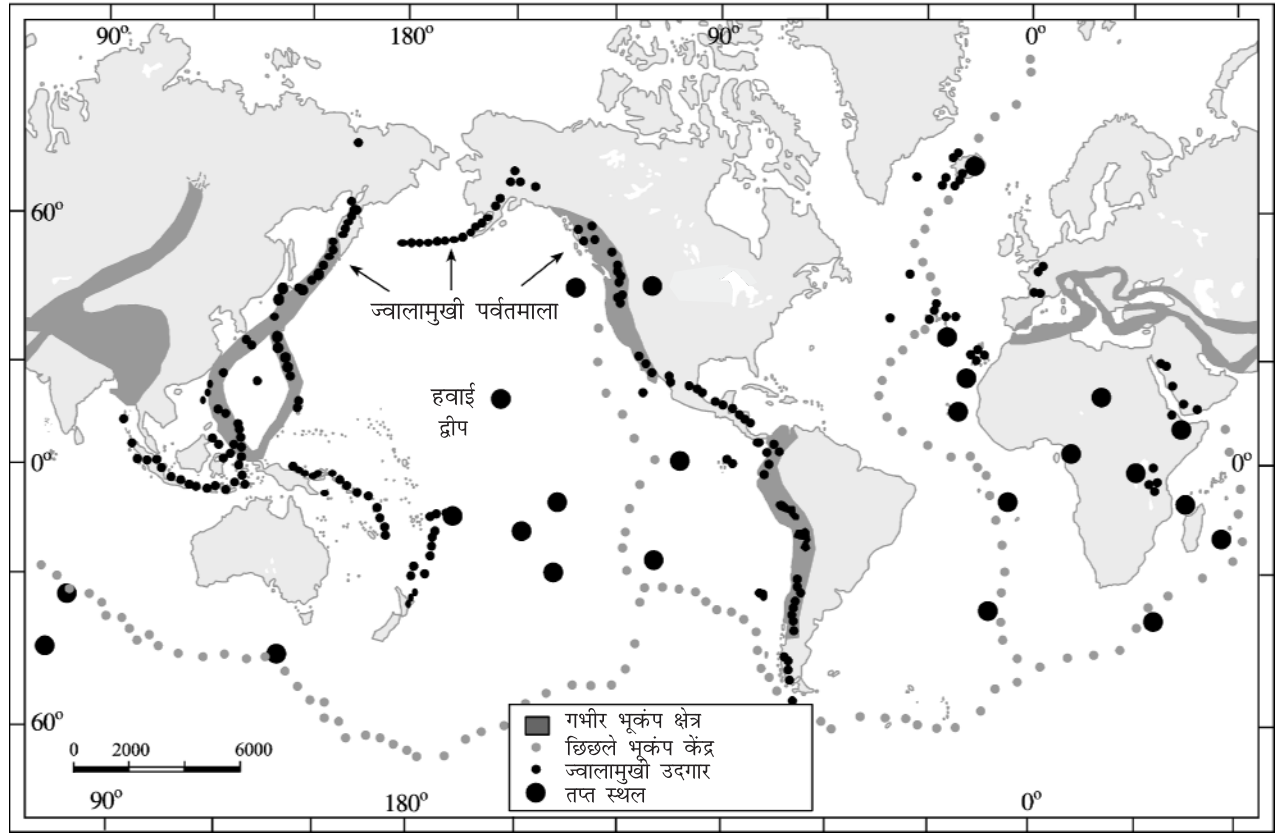 90° 180° 90° 0°
60°
ज्वालामुखी पर्वतमाला
हवाई
द्वीप
0° 0°
60°
गभीर भूकंप क्षेत्र
छिछले भूकंप केंद्र
ज्वालामुखी उदगार
तप्त स्थल
0 2000 6000
90° 180° 0°